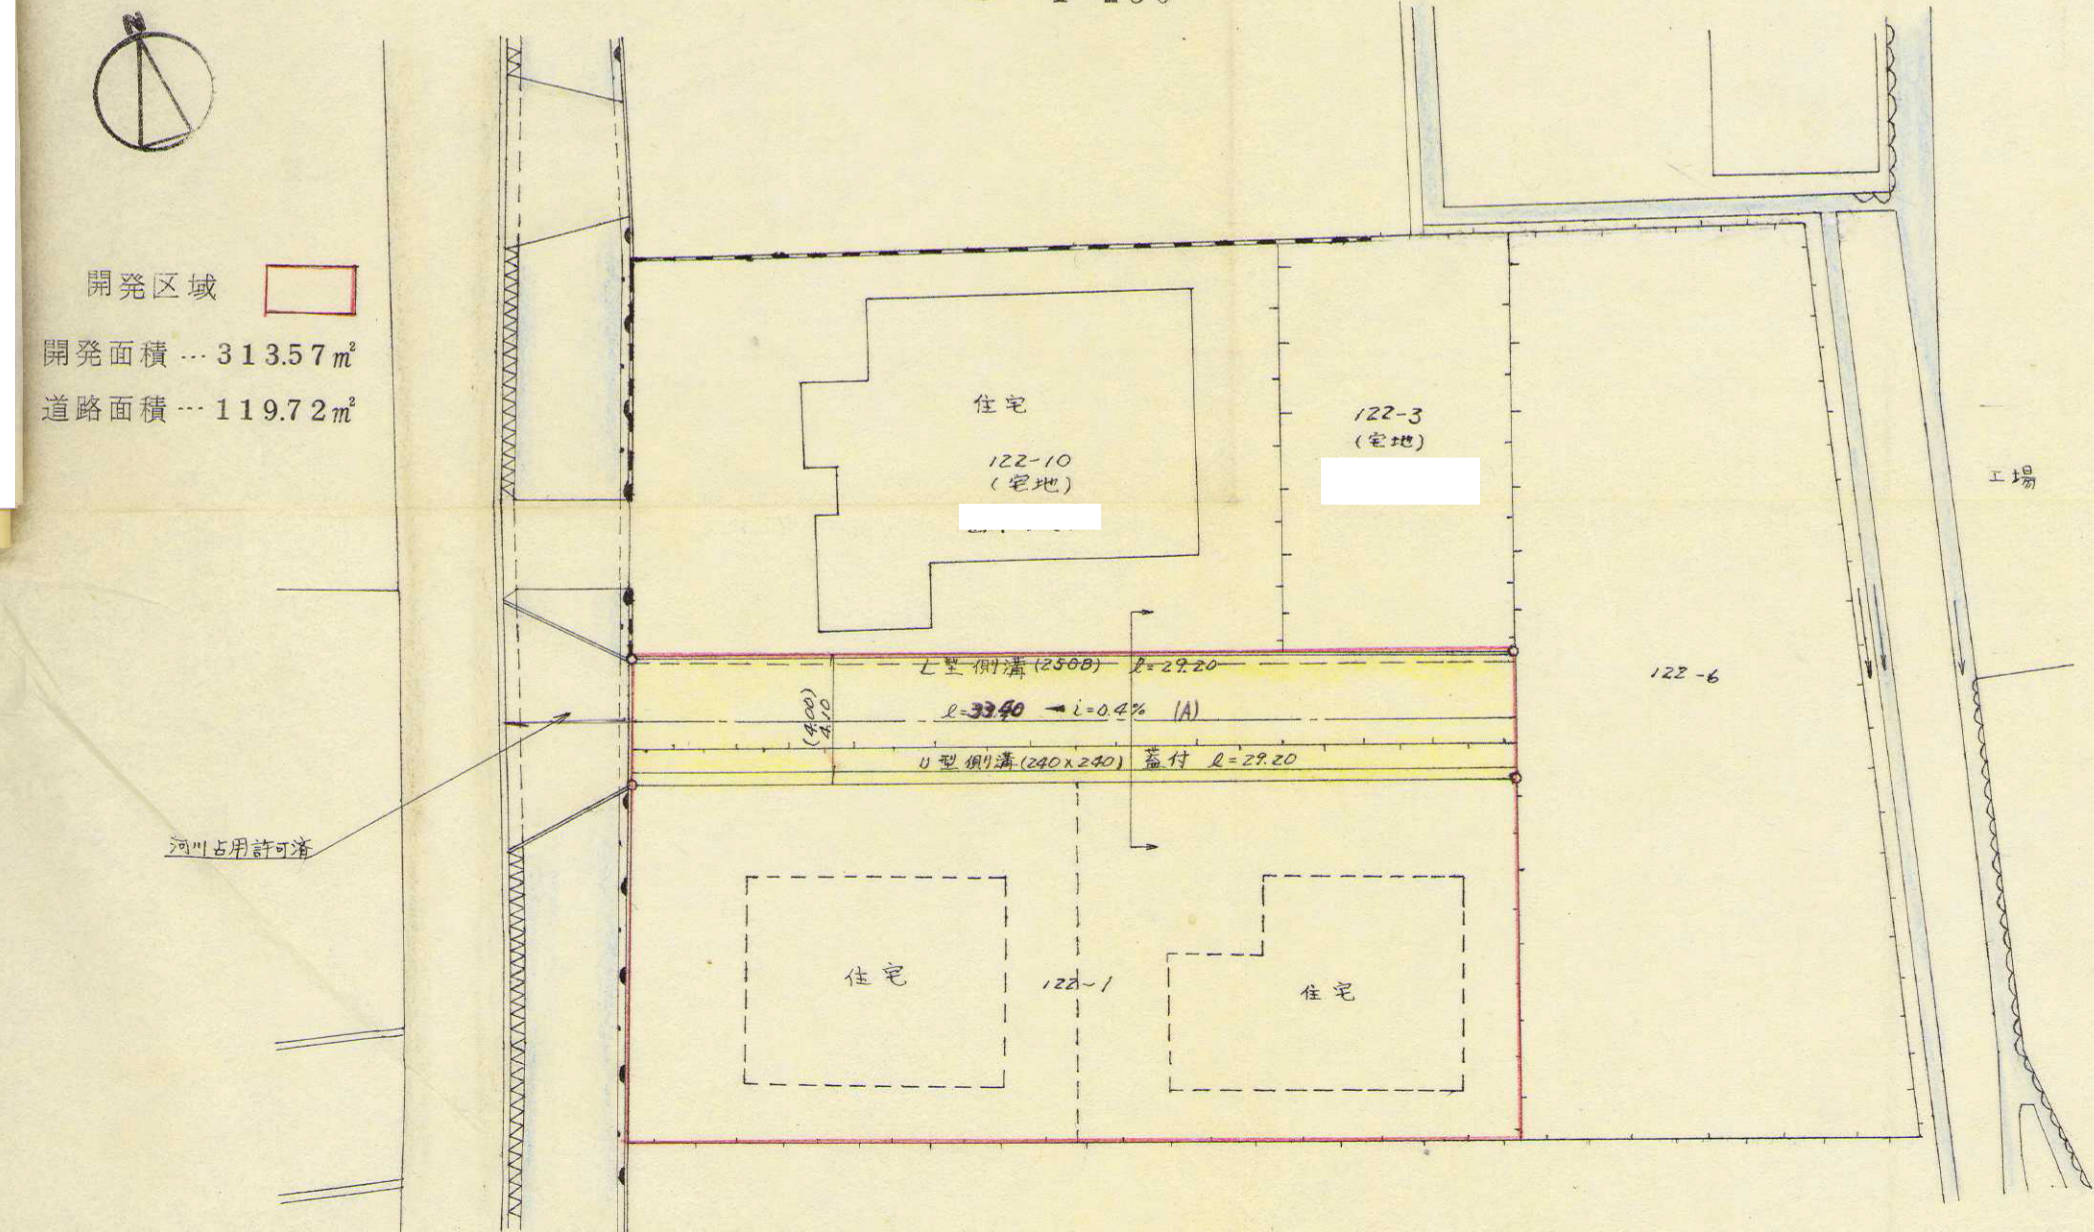 N
開発区域
開発面積…313.57㎡
道路面積…119.72㎡
住宅
122-10
(宅地)
122-3
(宅地)
工場
122-6
L型側溝(250B) ℓ=29.20
i=0.4% (A)
(4.00)
4.10
U型側溝(240×240) 蓋付 ℓ=29.20
河川占用許可済
住宅
122-1
住宅